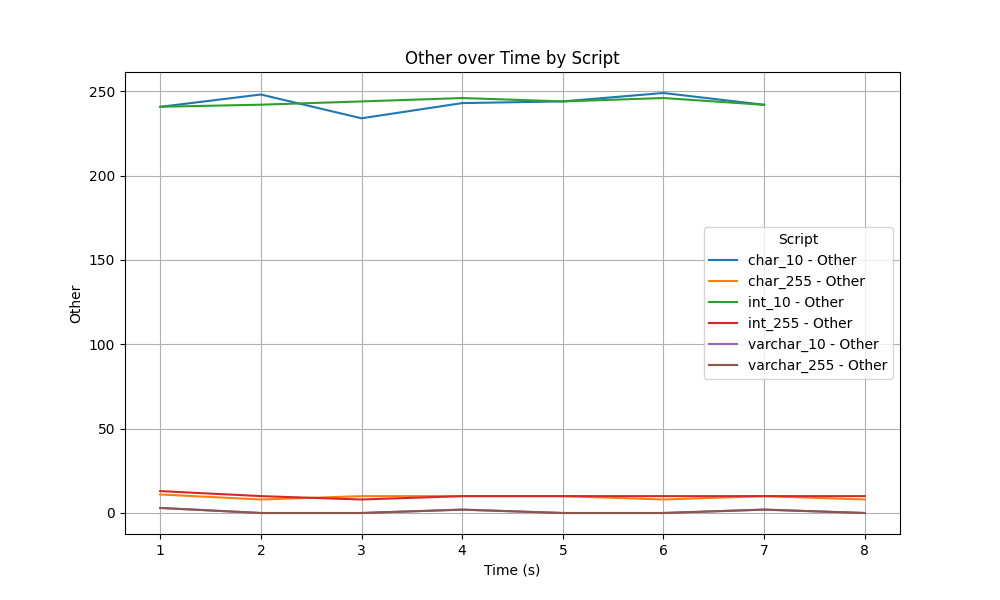 Other over Time by Script
250
200
150
100
50
0
Other
1 2 3 4 5 6 7 8
Time (s)
Script
char_10 - Other
char_255 - Other
int_10 - Other
int_255 - Other
varchar_10 - Other
varchar_255 - Other